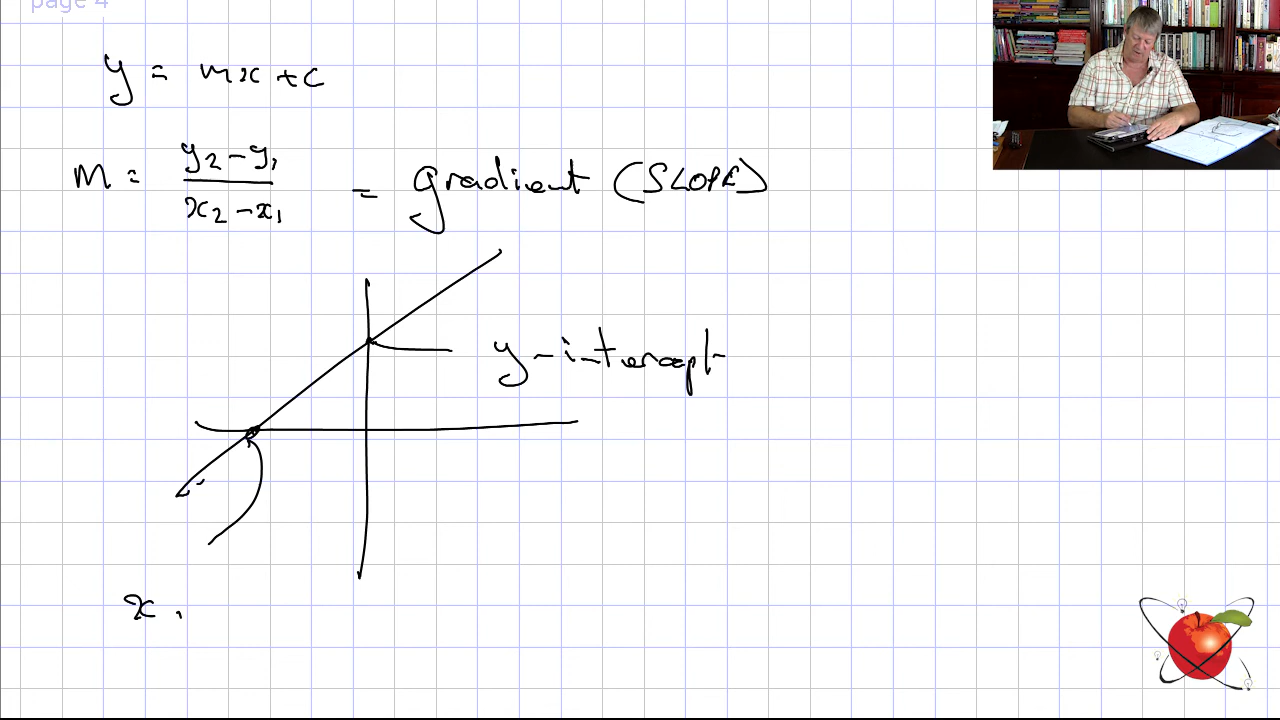 page 4
y = mx + c
m = y₂ - y₁ / x₂ - x₁ = gradient (SLOPE)
y-intercept
x